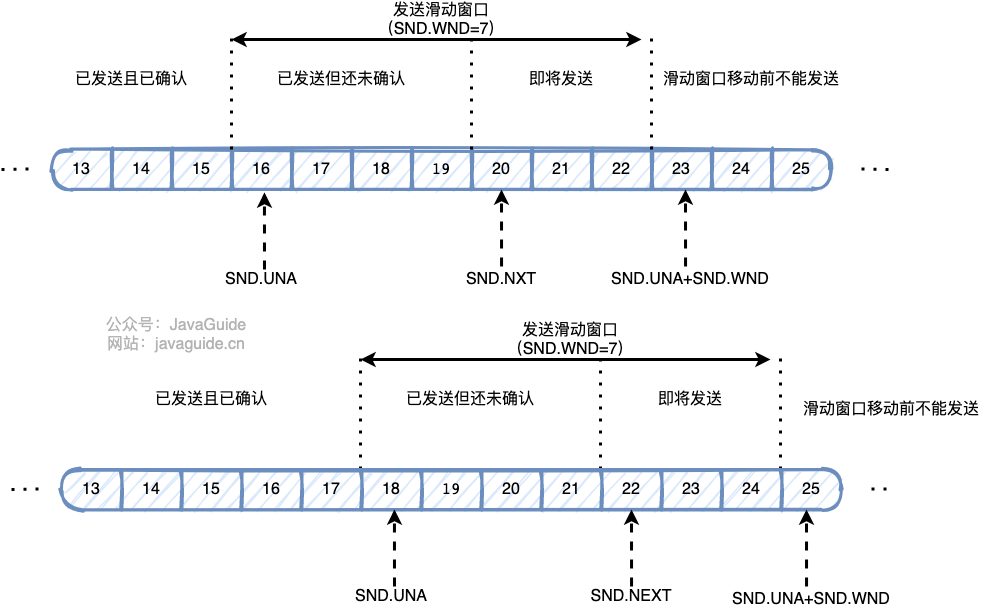 发送滑动窗口
(SND.WND=7)
已发送且已确认 已发送但还未确认 即将发送 滑动窗口移动前不能发送
... 13 14 15 16 17 18 19 20 21 22 23 24 25 ...
SND.UNA SND.NXT SND.UNA+SND.WND
公众号：JavaGuide
网站：javaguide.cn
发送滑动窗口
(SND.WND=7)
已发送且已确认 已发送但还未确认 即将发送 滑动窗口移动前不能发送
... 13 14 15 16 17 18 19 20 21 22 23 24 25 ..
SND.UNA SND.NEXT SND.UNA+SND.WND